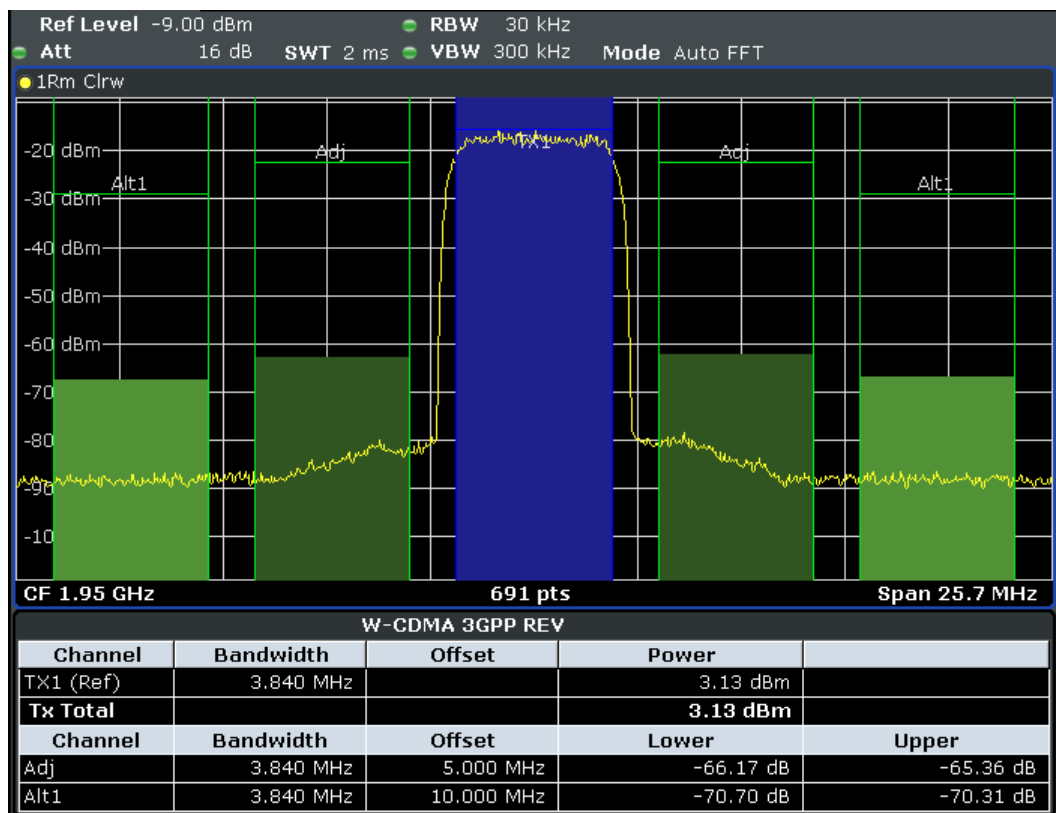 Ref Level -9.00 dBm RBW 30 kHz
Att 16 dB SWT 2 ms VBW 300 kHz Mode Auto FFT
1Rm Clrw
TX1
-20 dBm Adj Adj
Alt1 Alt1
-30 dBm
-40 dBm
-50 dBm
-60 dBm
-70
-80
-90
-10
CF 1.95 GHz 691 pts Span 25.7 MHz
W-CDMA 3GPP REV
Channel Bandwidth Offset Power
TX1 (Ref) 3.840 MHz 3.13 dBm
Tx Total 3.13 dBm
Channel Bandwidth Offset Lower Upper
Adj 3.840 MHz 5.000 MHz -66.17 dB -65.36 dB
Alt1 3.840 MHz 10.000 MHz -70.70 dB -70.31 dB